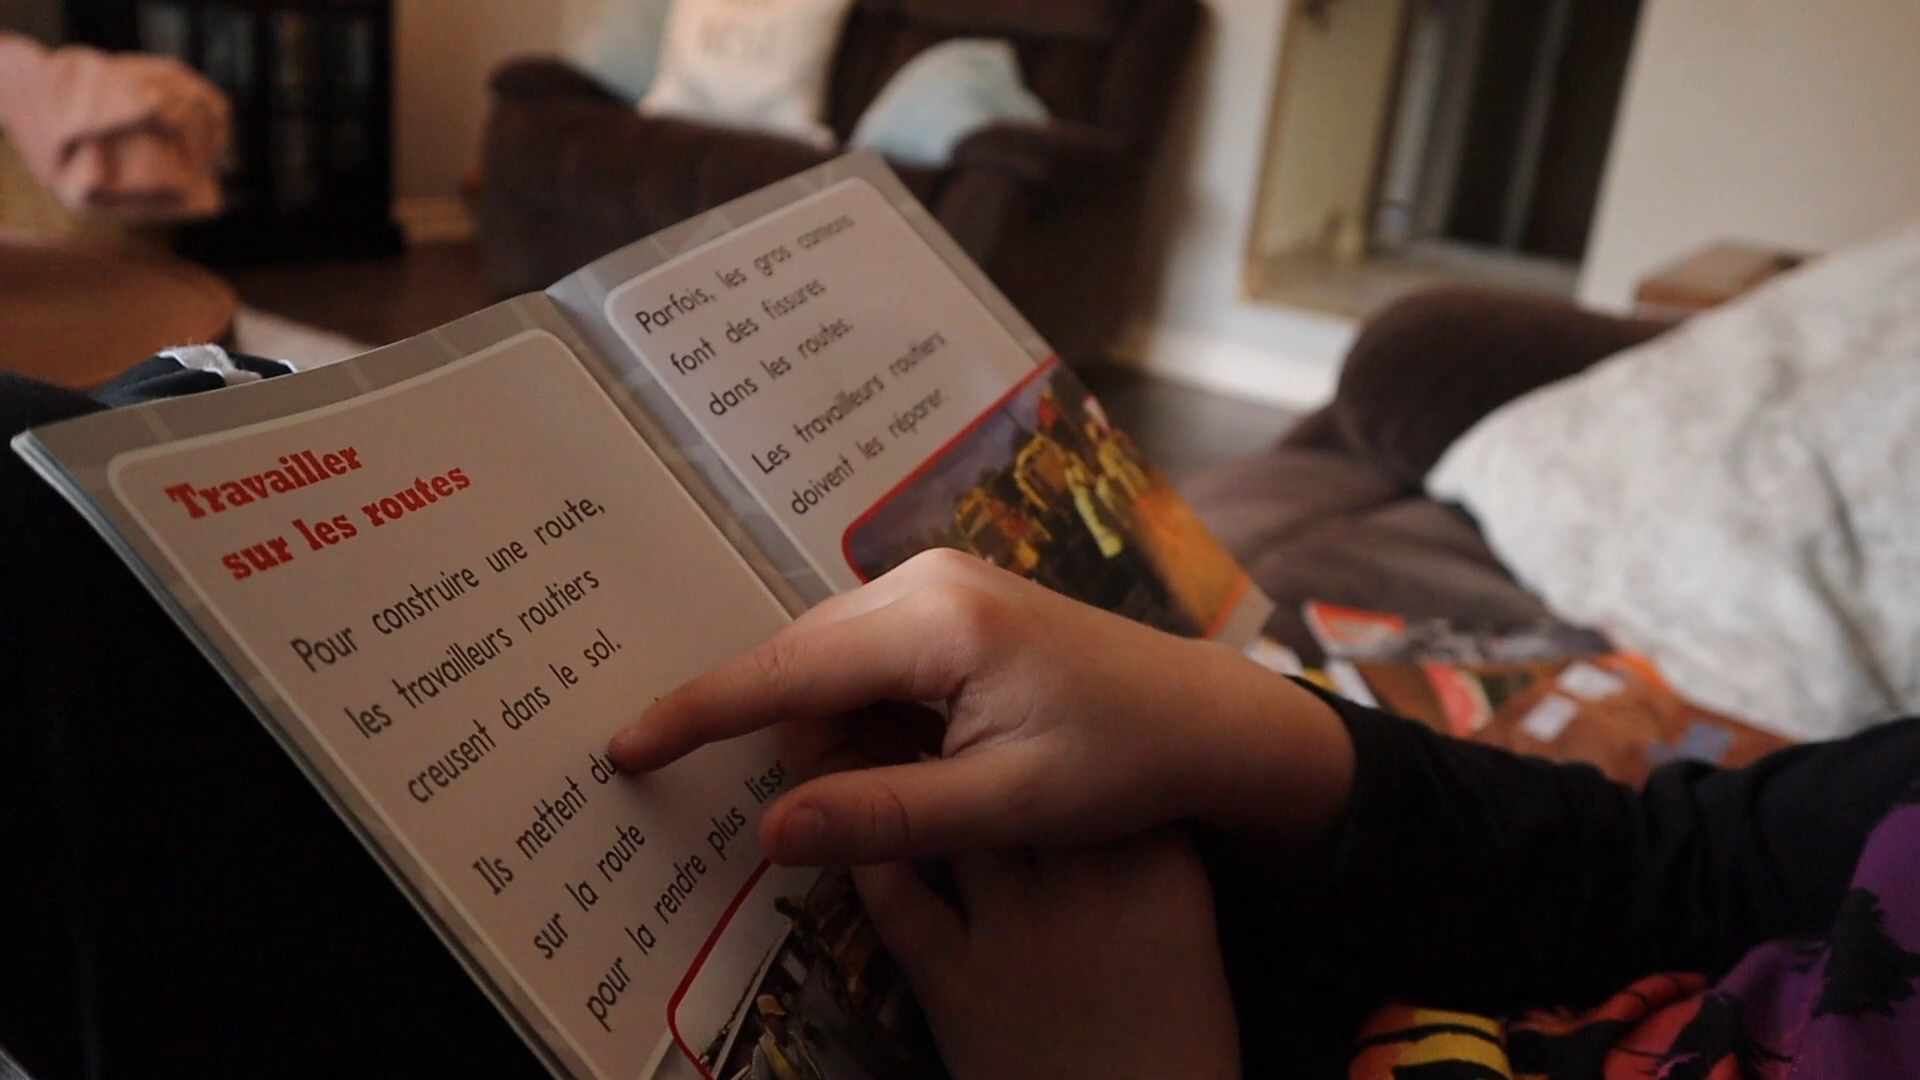 Travailler
sur les routes
Pour construire une route,
les travailleurs routiers
creusent dans le sol.
Ils mettent du
sur la route
pour la rendre plus
Parfois, les gros camions
font des fissures
dans les routes.
Les travailleurs routiers
doivent les réparer.